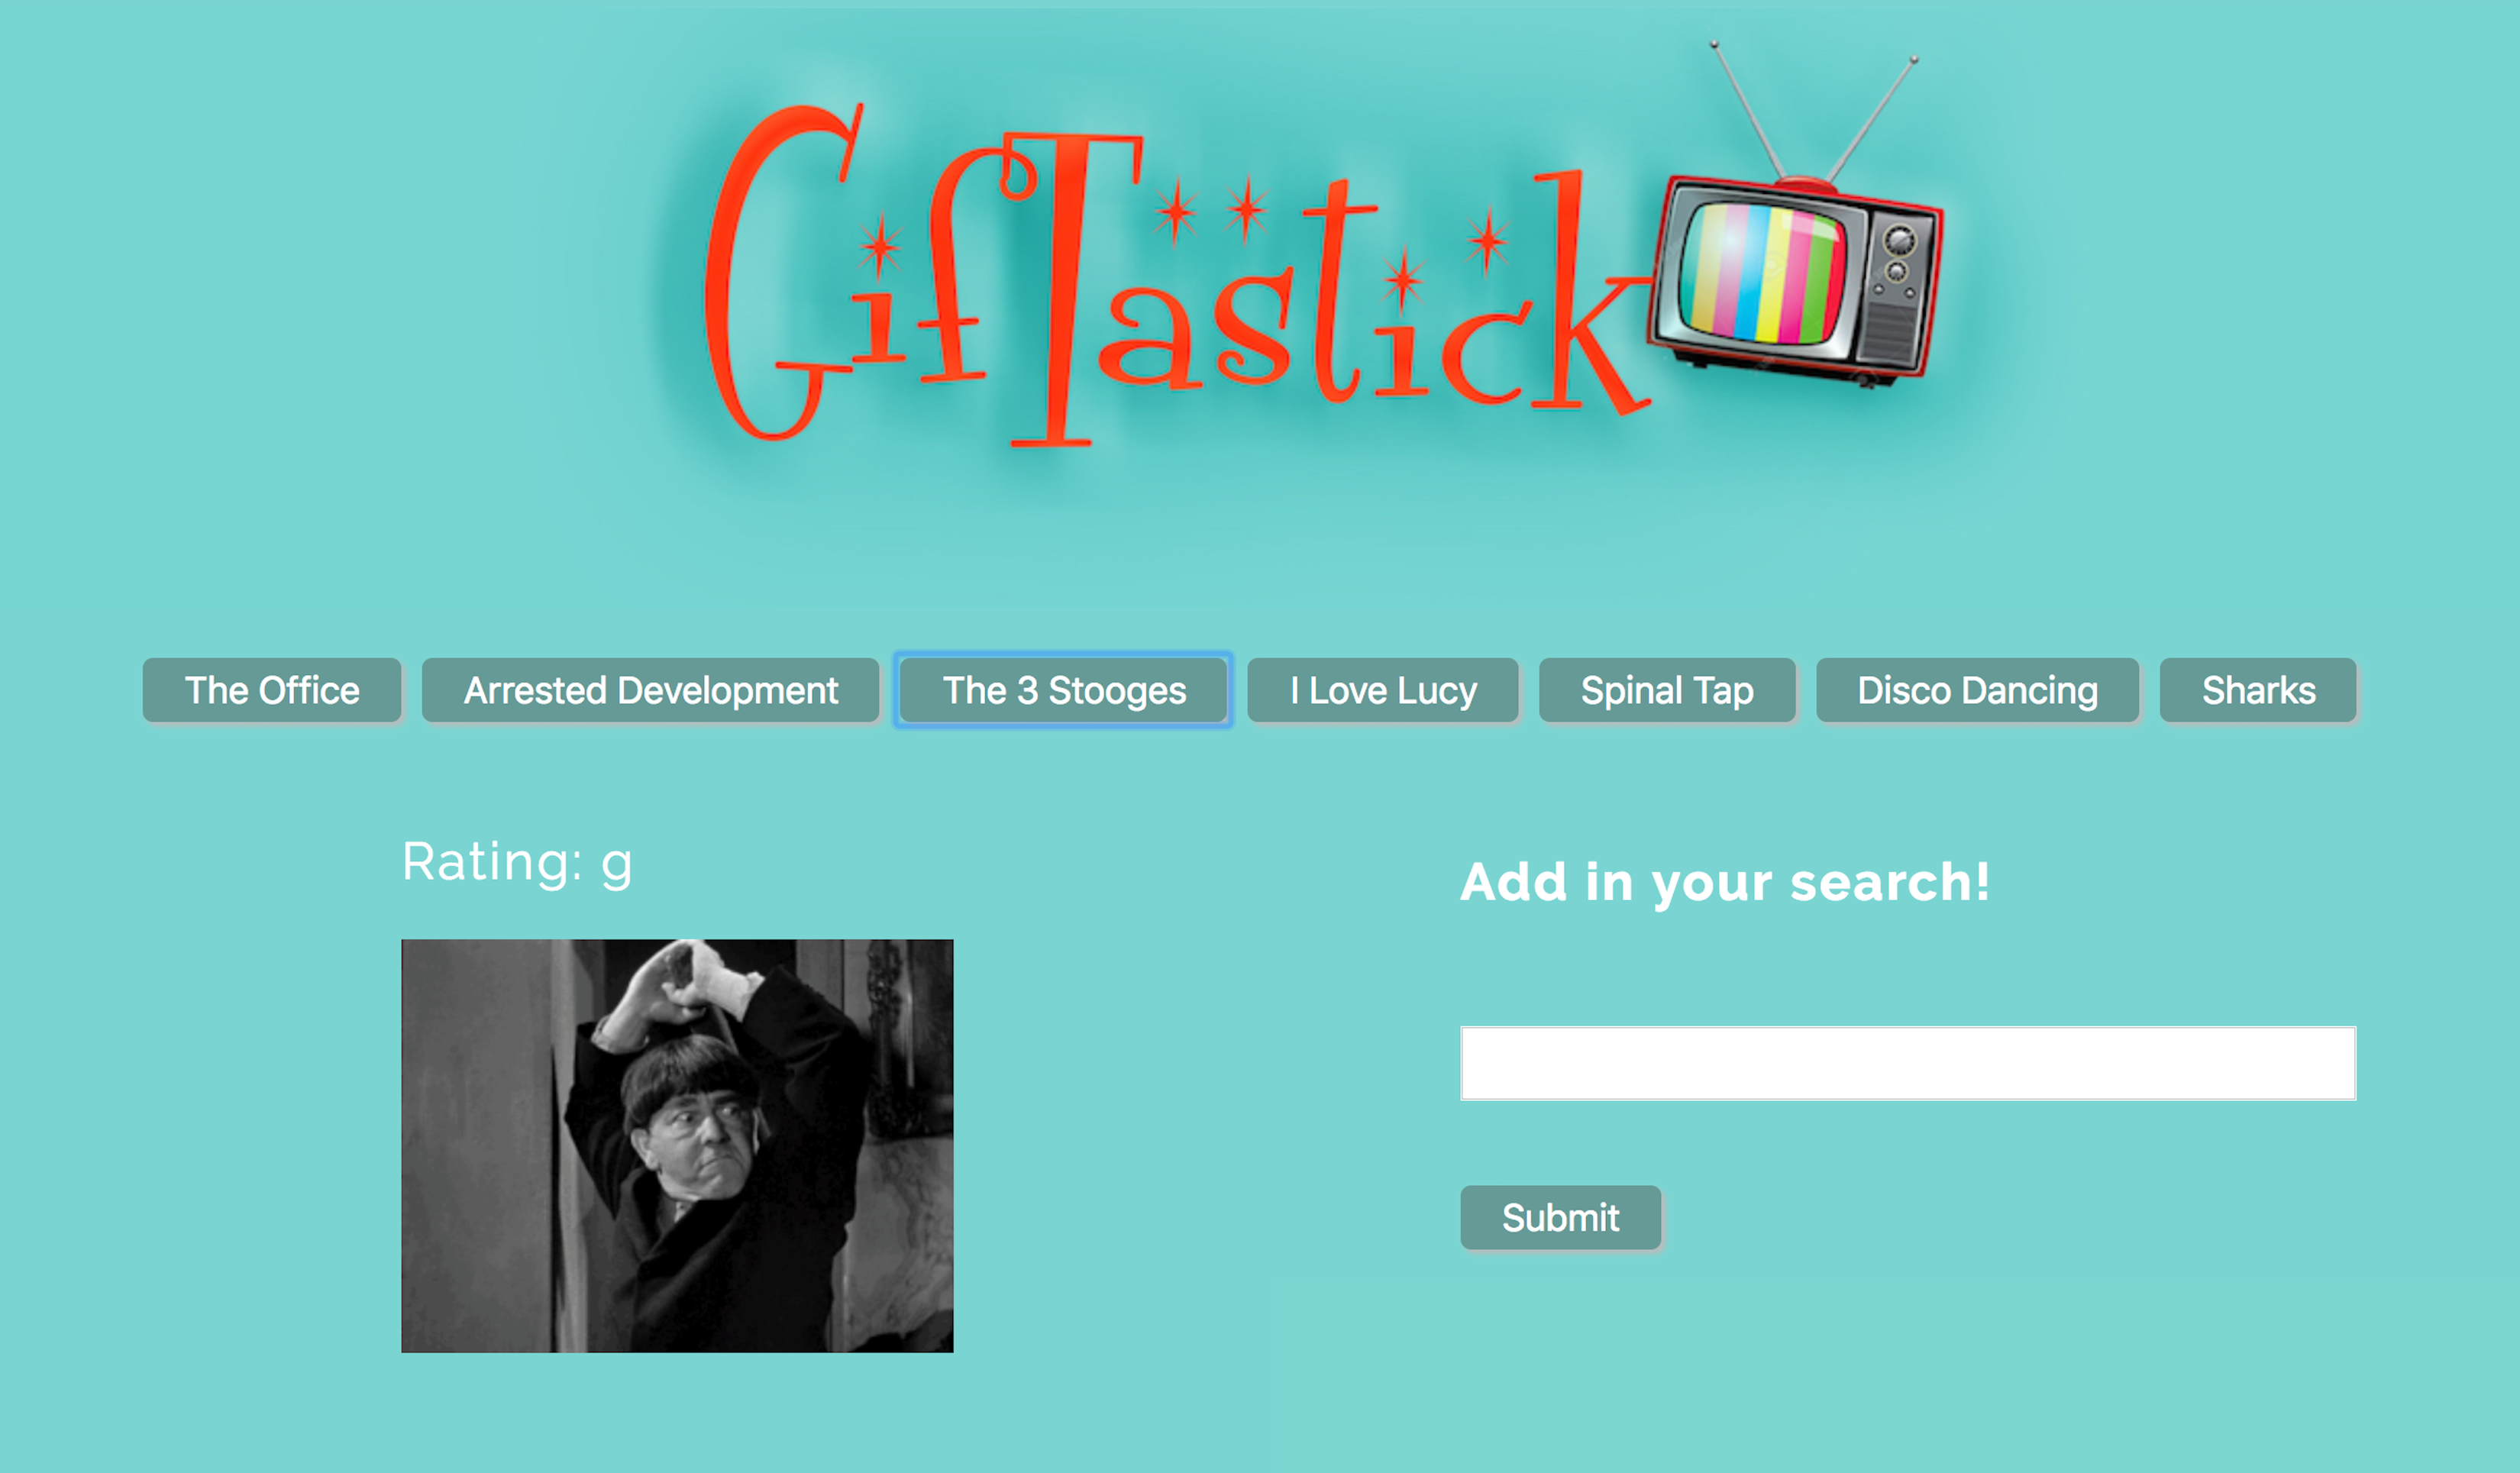 GifTastick
The Office Arrested Development The 3 Stooges I Love Lucy Spinal Tap Disco Dancing Sharks
Rating: g
Add in your search!
Submit